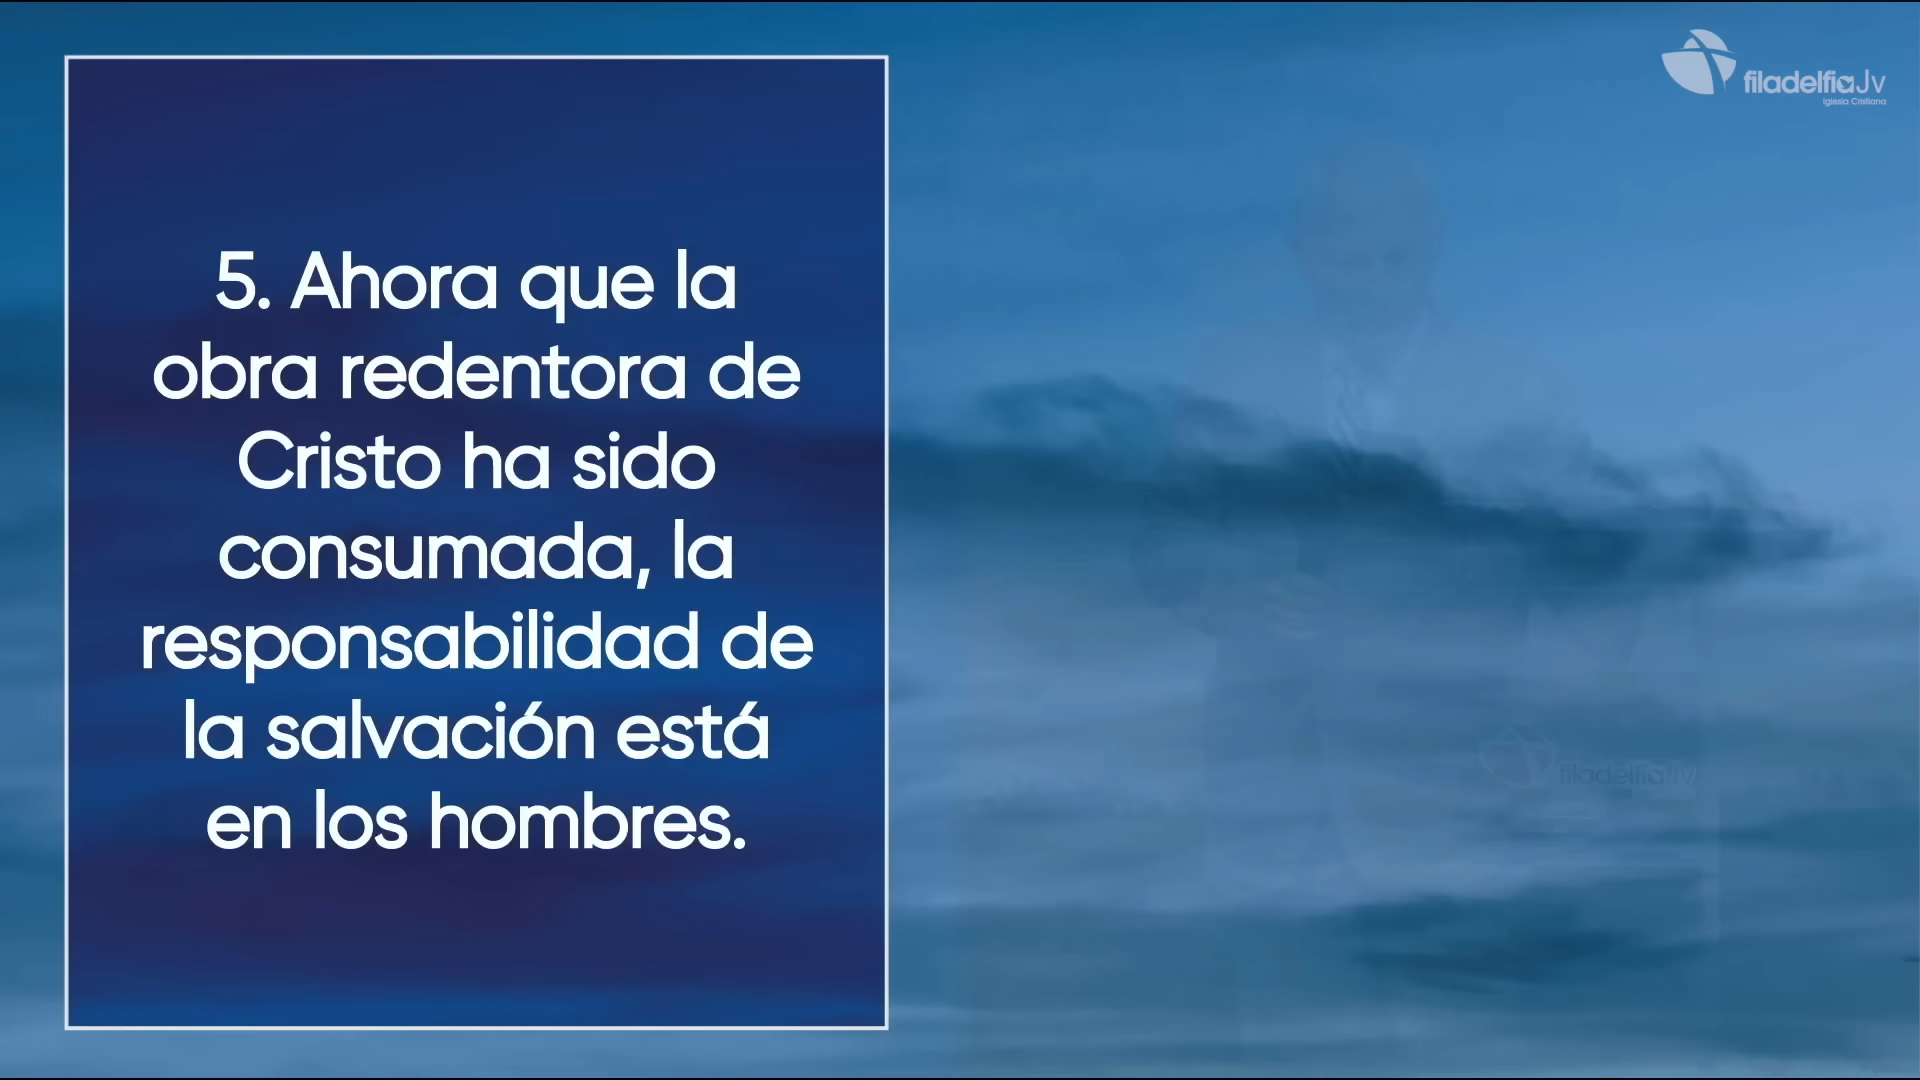 filadelfiaJv
Iglesia Cristiana
5. Ahora que la
obra redentora de
Cristo ha sido
consumada, la
responsabilidad de
la salvación está
en los hombres.
filadelfiaJv